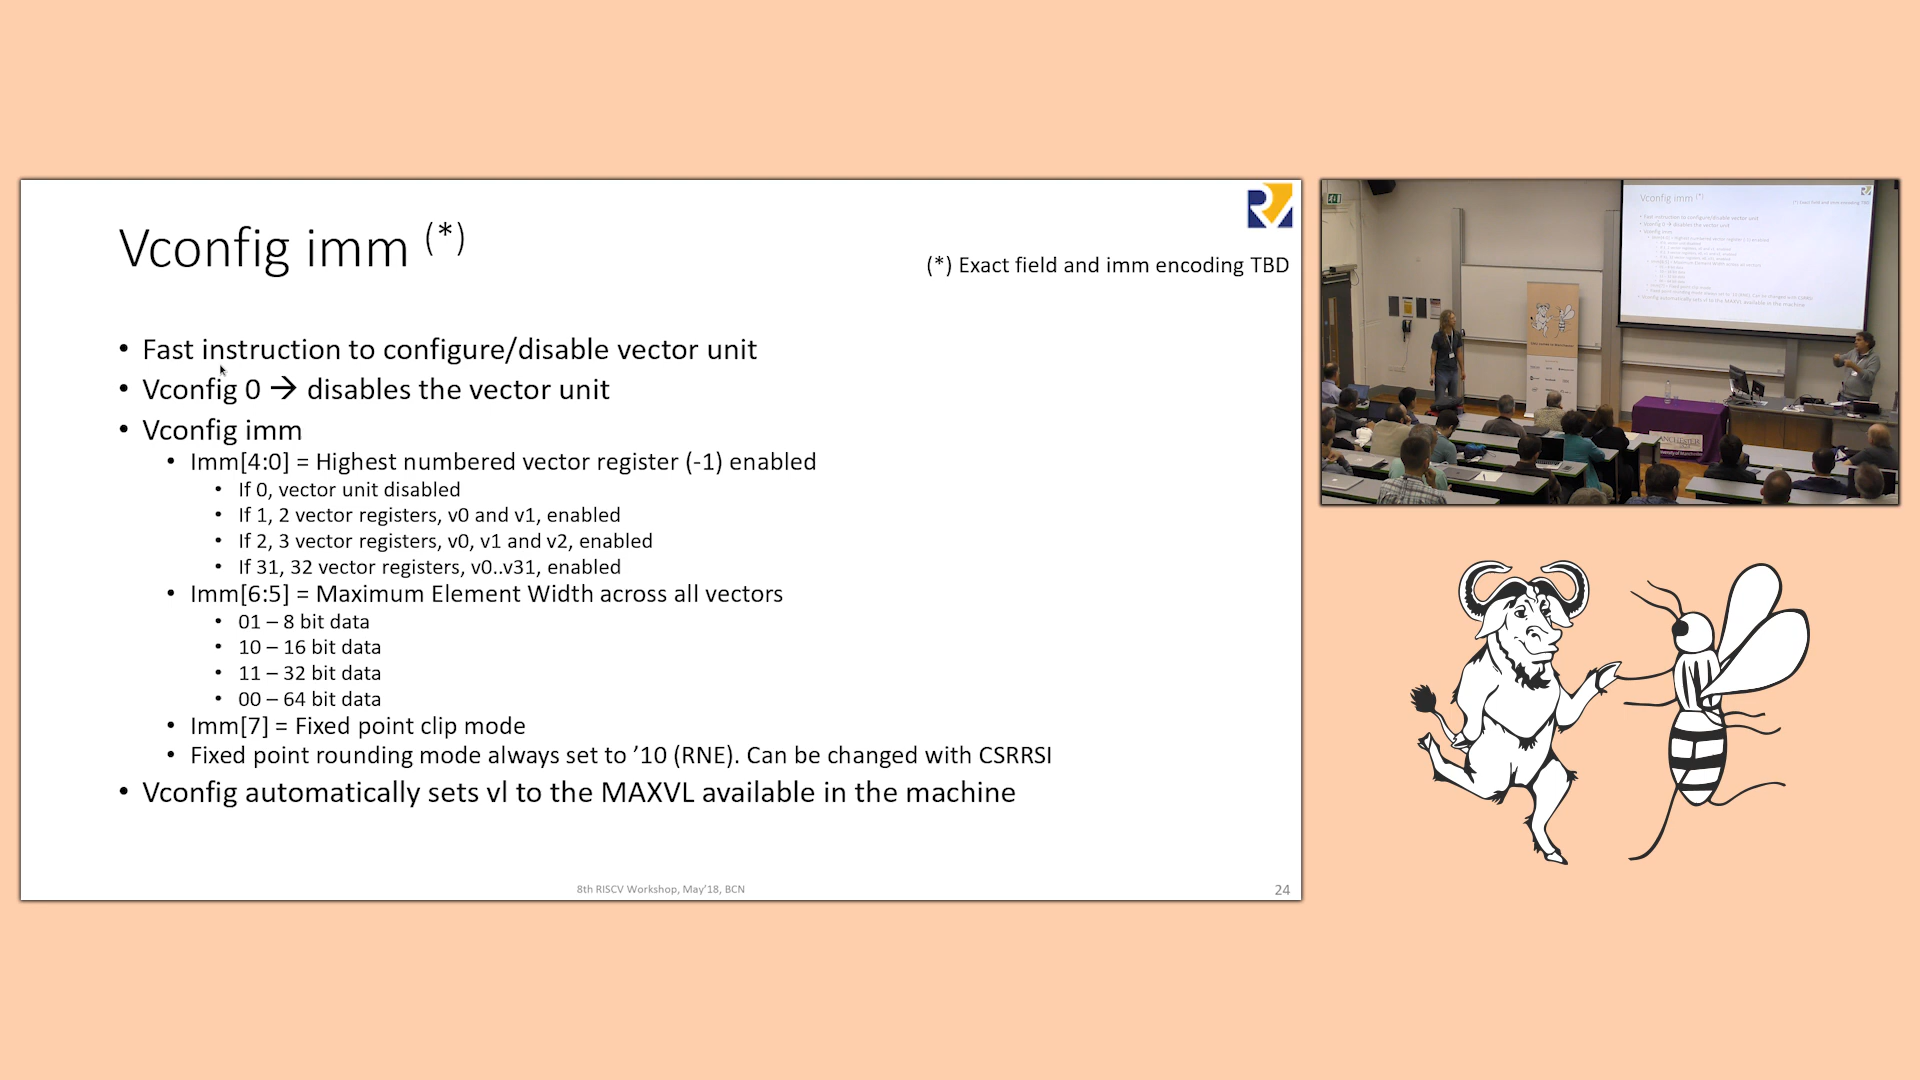 Vconfig imm (*)
(*) Exact field and imm encoding TBD
• Fast instruction to configure/disable vector unit
• Vconfig 0 → disables the vector unit
• Vconfig imm
• Imm[4:0] = Highest numbered vector register (-1) enabled
• If 0, vector unit disabled
• If 1, 2 vector registers, v0 and v1, enabled
• If 2, 3 vector registers, v0, v1 and v2, enabled
• If 31, 32 vector registers, v0..v31, enabled
• Imm[6:5] = Maximum Element Width across all vectors
• 01 – 8 bit data
• 10 – 16 bit data
• 11 – 32 bit data
• 00 – 64 bit data
• Imm[7] = Fixed point clip mode
• Fixed point rounding mode always set to ’10 (RNE). Can be changed with CSRRSI
• Vconfig automatically sets vl to the MAXVL available in the machine
8th RISCV Workshop, May’18, BCN
24